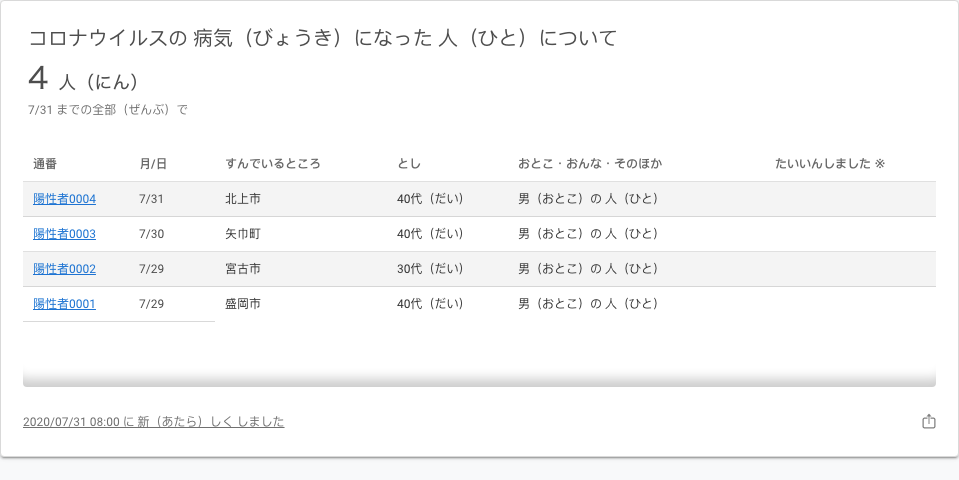 コロナウイルスの 病気（びょうき）になった 人（ひと）について
4 人（にん）
7/31 までの全部（ぜんぶ）で
通番 月/日 すんでいるところ とし おとこ・おんな・そのほか たいいんしました ※
陽性者0004 7/31 北上市 40代（だい） 男（おとこ）の 人（ひと）
陽性者0003 7/30 矢巾町 40代（だい） 男（おとこ）の 人（ひと）
陽性者0002 7/29 宮古市 30代（だい） 男（おとこ）の 人（ひと）
陽性者0001 7/29 盛岡市 40代（だい） 男（おとこ）の 人（ひと）
2020/07/31 08:00 に 新（あたら）しく しました